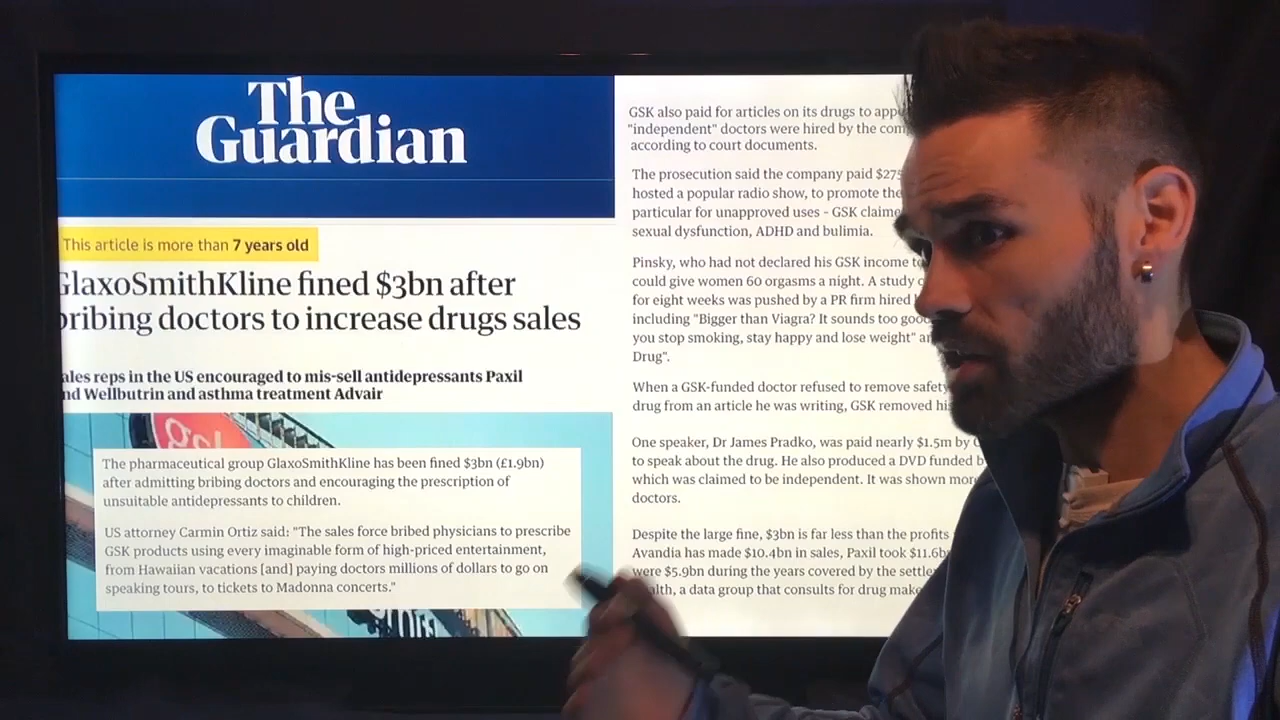 The
Guardian
This article is more than 7 years old
GlaxoSmithKline fined $3bn after
bribing doctors to increase drugs sales
ales reps in the US encouraged to mis-sell antidepressants Paxil
nd Wellbutrin and asthma treatment Advair
gsk
The pharmaceutical group GlaxoSmithKline has been fined $3bn (£1.9bn)
after admitting bribing doctors and encouraging the prescription of
unsuitable antidepressants to children.
US attorney Carmin Ortiz said: "The sales force bribed physicians to prescribe
GSK products using every imaginable form of high-priced entertainment,
from Hawaiian vacations [and] paying doctors millions of dollars to go on
speaking tours, to tickets to Madonna concerts."
GSK also paid for articles on its drugs to app
"independent" doctors were hired by the com
according to court documents.
The prosecution said the company paid $275
hosted a popular radio show, to promote the
particular for unapproved uses - GSK claime
sexual dysfunction, ADHD and bulimia.
Pinsky, who had not declared his GSK income to
could give women 60 orgasms a night. A study o
for eight weeks was pushed by a PR firm hired
including "Bigger than Viagra? It sounds too goo
you stop smoking, stay happy and lose weight" an
Drug".
When a GSK-funded doctor refused to remove safety
drug from an article he was writing, GSK removed his
One speaker, Dr James Pradko, was paid nearly $1.5m by
to speak about the drug. He also produced a DVD funded b
which was claimed to be independent. It was shown more
doctors.
Despite the large fine, $3bn is far less than the profits
Avandia has made $10.4bn in sales, Paxil took $11.6bn
were $5.9bn during the years covered by the settle
alth, a data group that consults for drug make